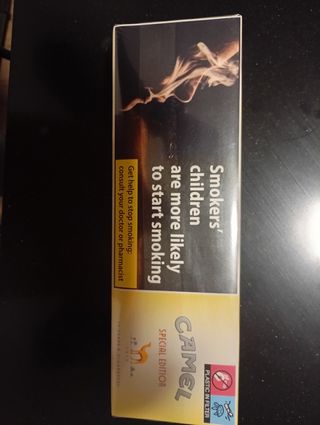 Smokers'
children
are more likely
to start smoking
Get help to stop smoking:
consult your doctor or pharmacist
PLASTIC IN FILTER
CAMEL
SPECIAL EDITION